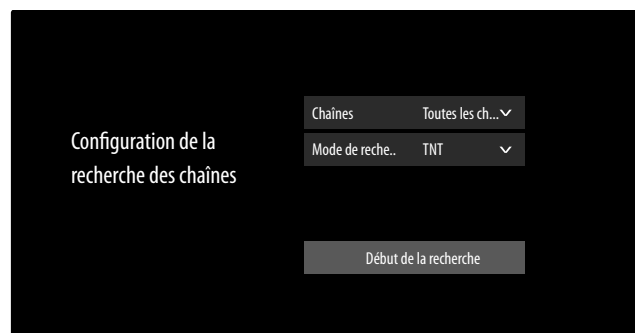 Configuration de la
recherche des chaînes
Chaînes Toutes les ch...
Mode de reche.. TNT
Début de la recherche